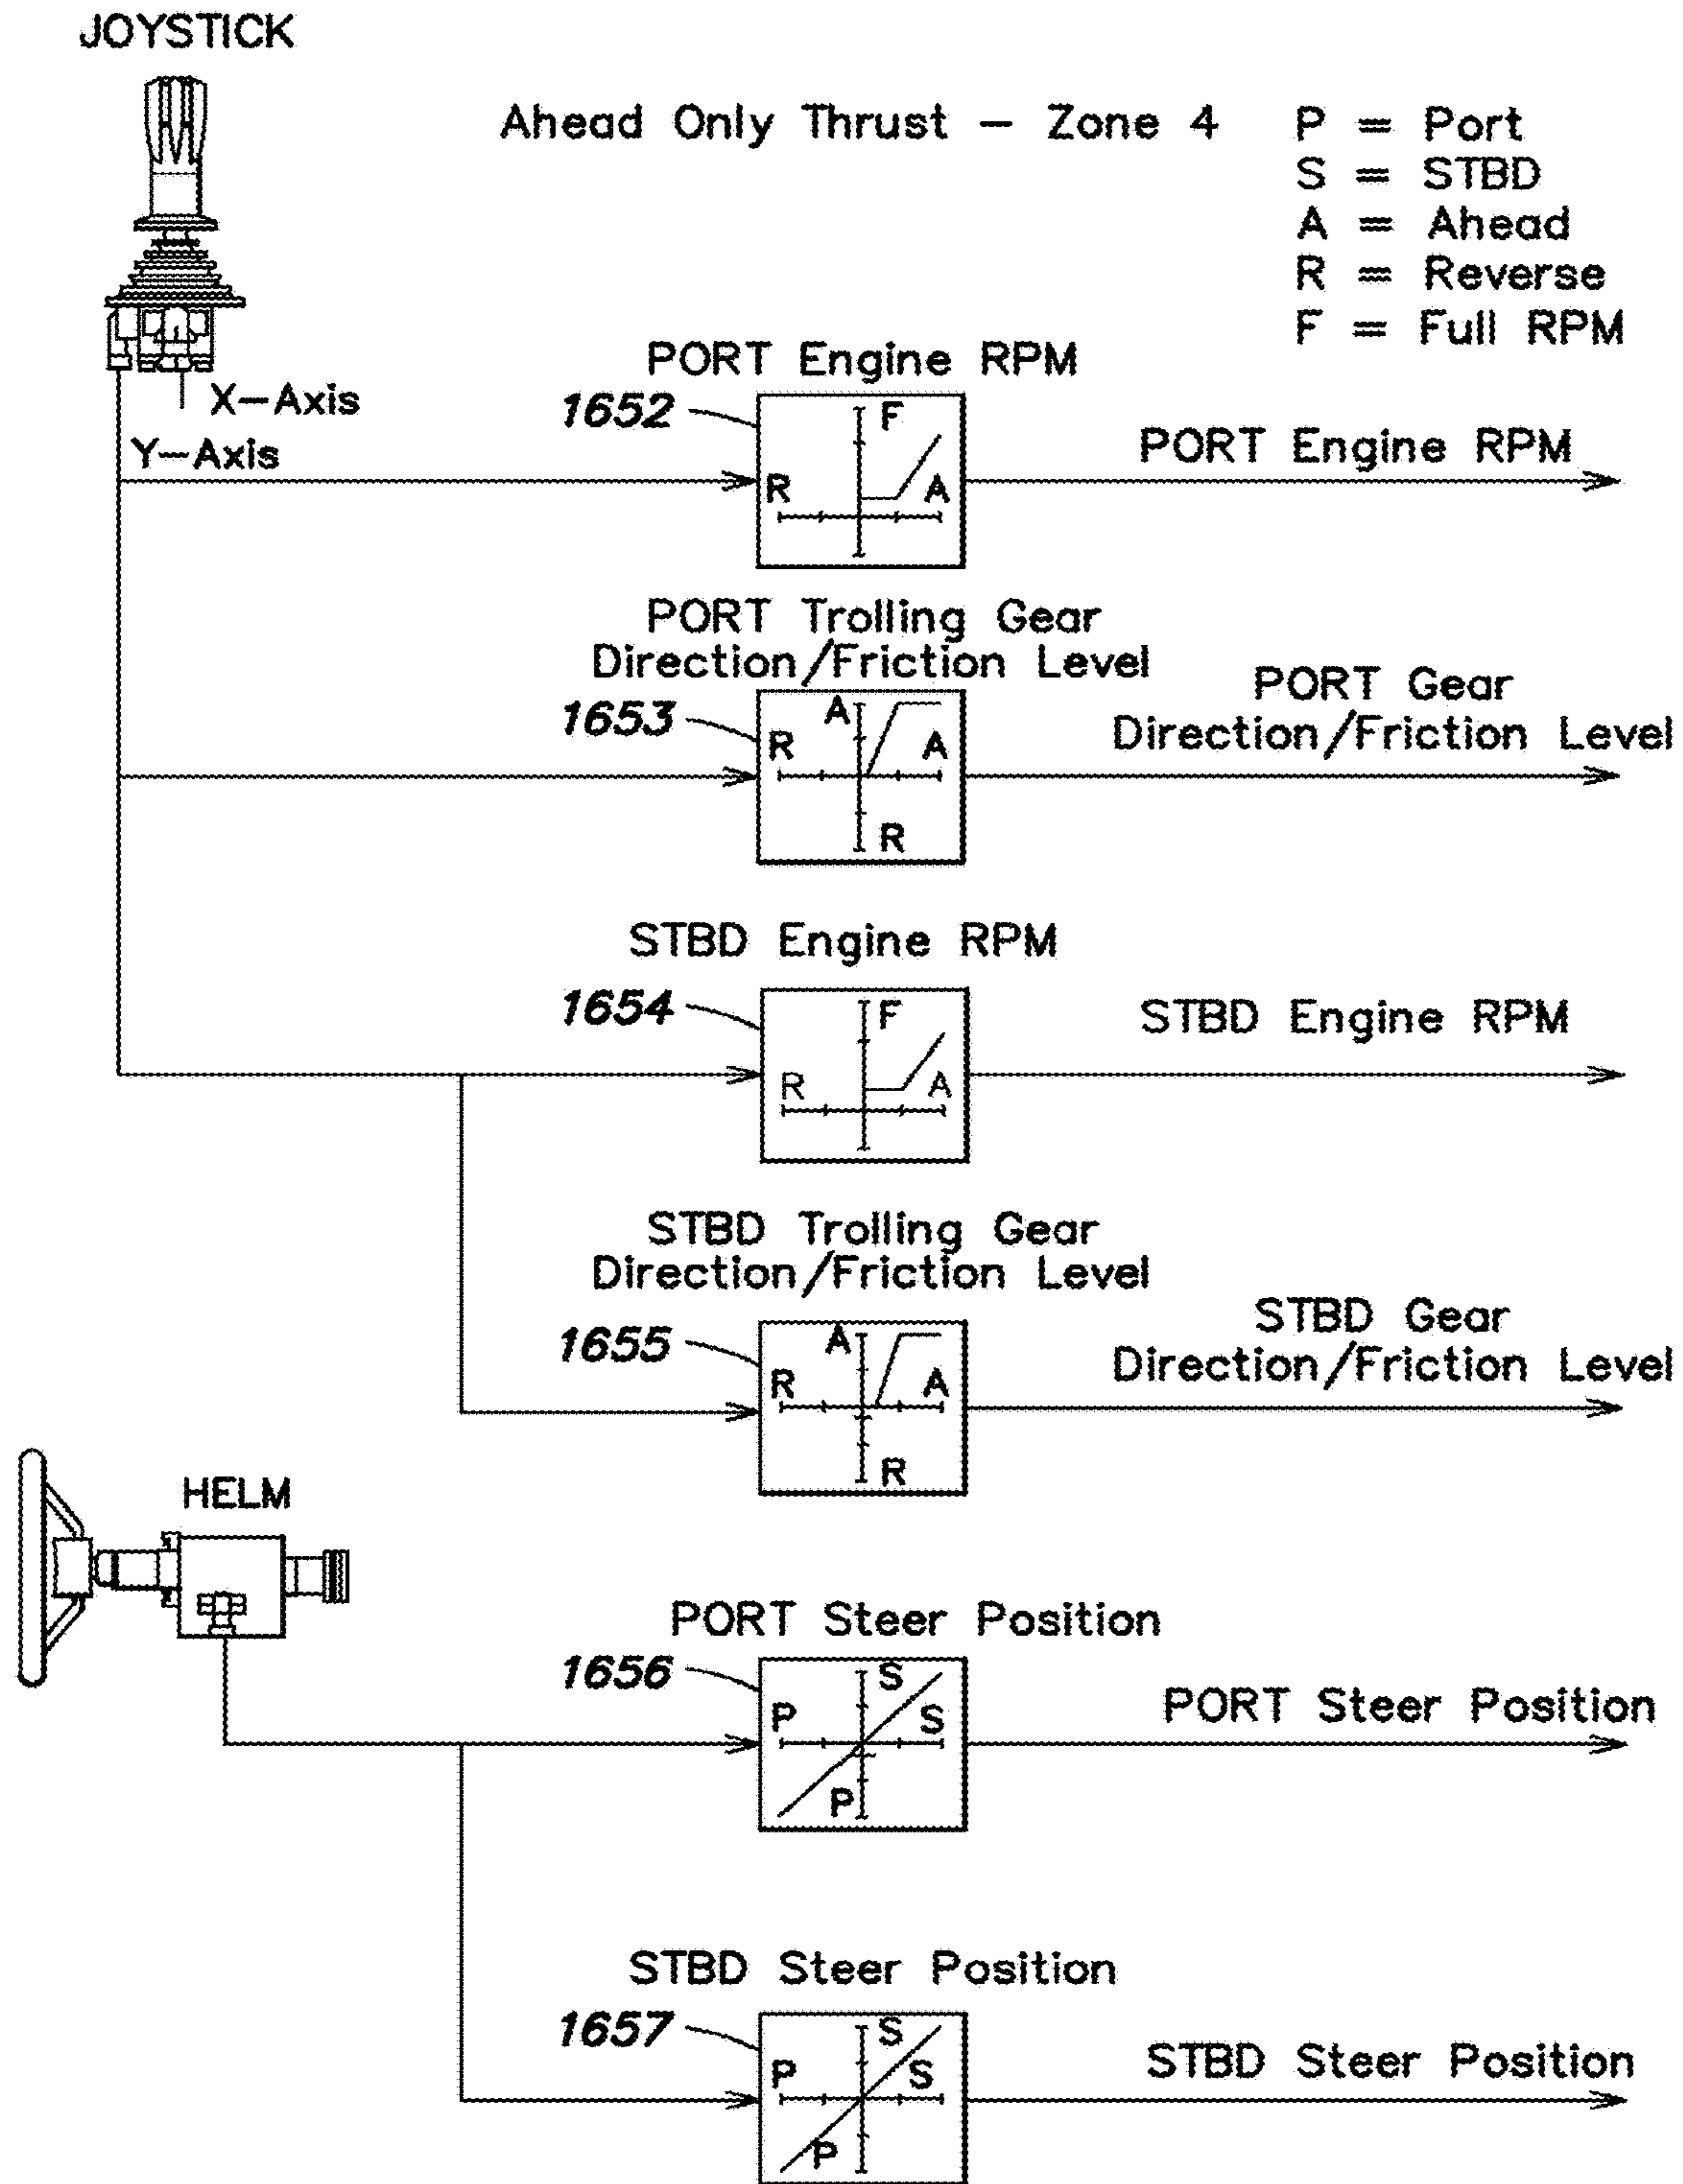 JOYSTICK
Ahead Only Thrust – Zone 4
P = Port
S = STBD
A = Ahead
R = Reverse
F = Full RPM
X-Axis
Y-Axis
PORT Engine RPM
1652
F
R
A
PORT Engine RPM
PORT Trolling Gear
Direction/Friction Level
1653
A
R
A
R
PORT Gear
Direction/Friction Level
STBD Engine RPM
1654
F
R
A
STBD Engine RPM
STBD Trolling Gear
Direction/Friction Level
1655
A
R
A
R
STBD Gear
Direction/Friction Level
HELM
PORT Steer Position
1656
S
P
S
P
PORT Steer Position
STBD Steer Position
1657
S
P
S
P
STBD Steer Position